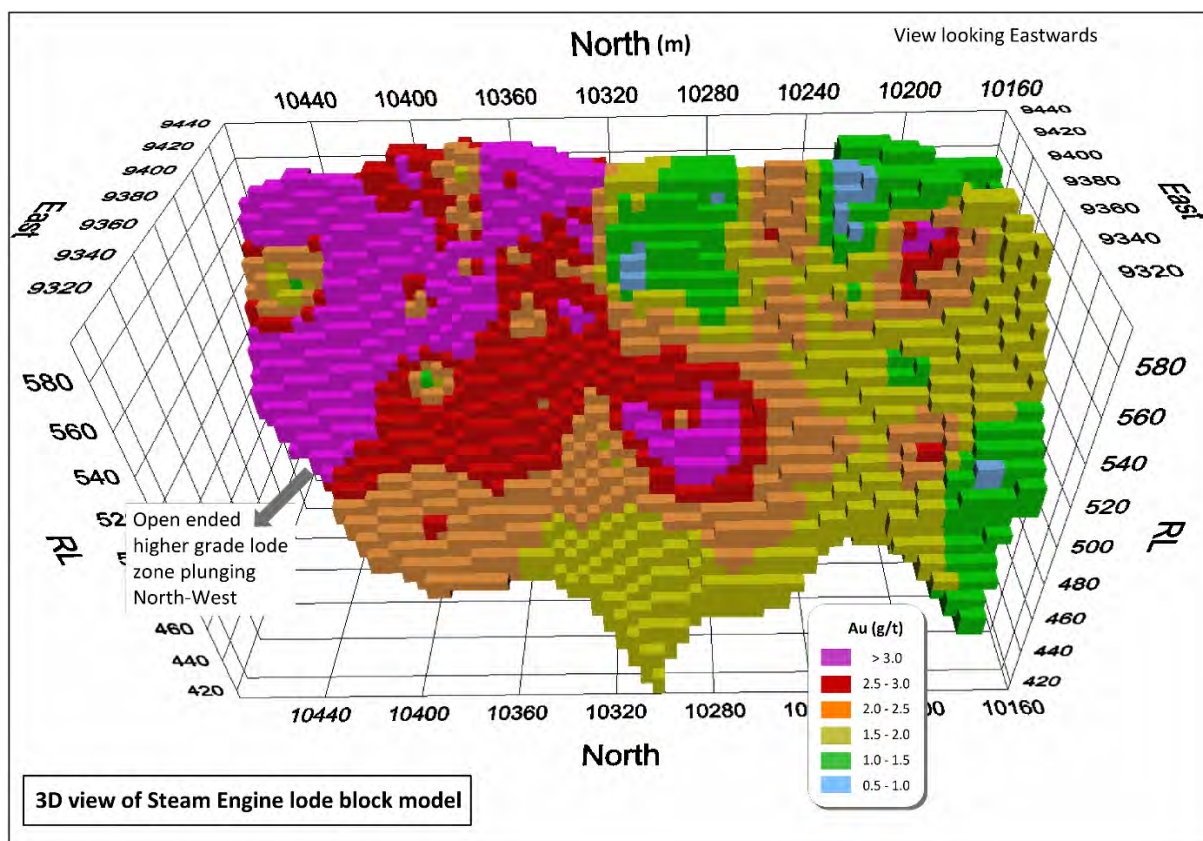 North (m)
View looking Eastwards
10440 10400 10360 10320 10280 10240 10200 10160
9440
9420
9400
9380
9360
9340
9320
East
9440
9420
9400
9380
9360
9340
9320
East
580
560
540
RL
460
440
420
580
560
540
520
500
480
460
440
420
RL
Open ended
higher grade lode
zone plunging
North-West
10440 10400 10360 10320 10280 10160
North
Au (g/t)
> 3.0
2.5 - 3.0
2.0 - 2.5
1.5 - 2.0
1.0 - 1.5
0.5 - 1.0
3D view of Steam Engine lode block model